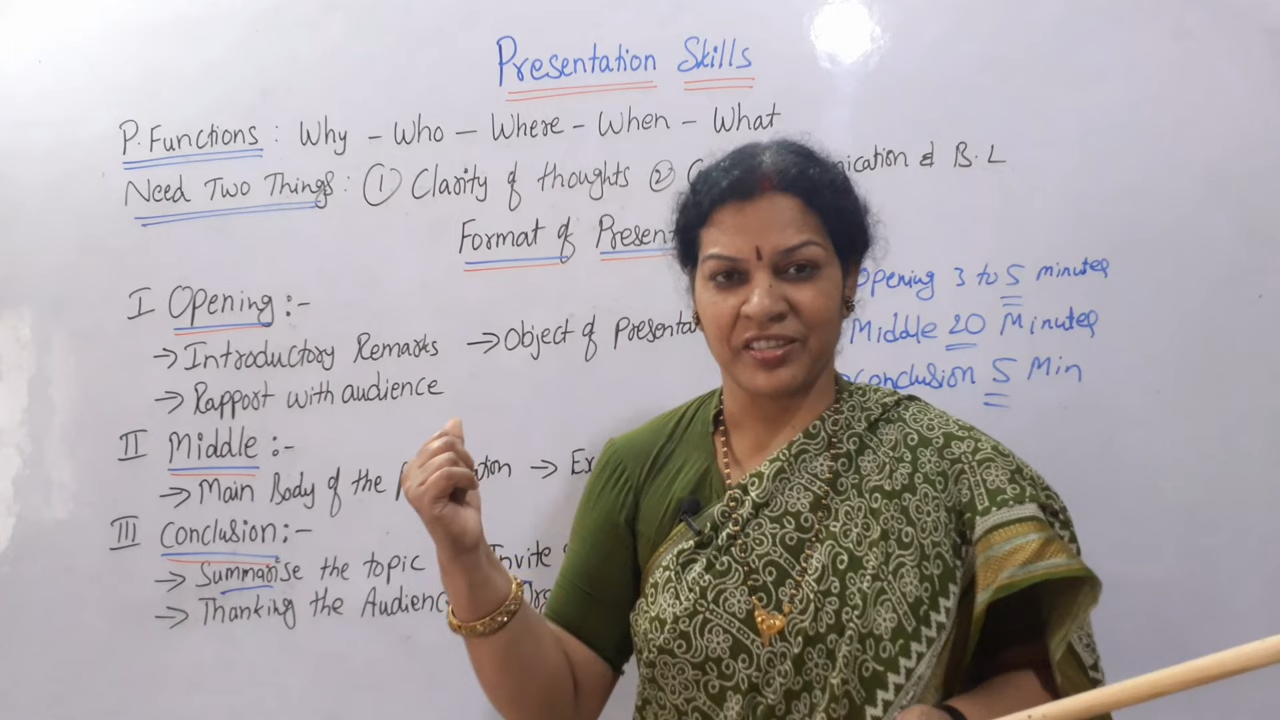 Presentation Skills
P. Functions : Why - Who - Where - When - What
Need Two Things : ① Clarity of thoughts ② & B.L
Format of
I Opening :-
→ Introductory Remarks → Object of
Opening 3 to 5 minutes
→ Rapport with audience
Middle 20 Minutes
Conclusion 5 Min
II Middle :-
→ Main Body of the →
III Conclusion :-
→ Summarise the topic Invite
→ Thanking the